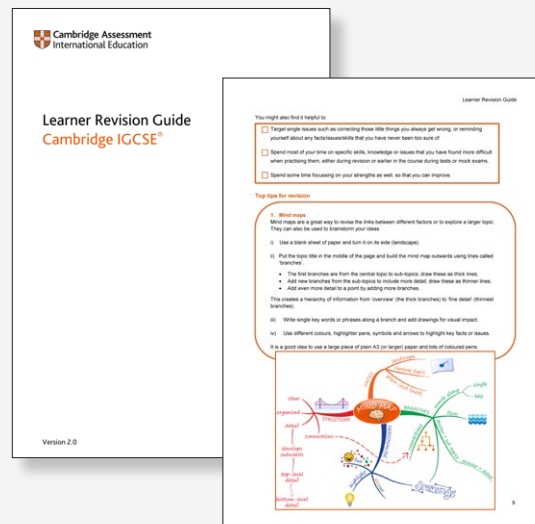 Cambridge Assessment
International Education
Learner Revision Guide
Cambridge IGCSE®
Version 2.0
Learner Revision Guide
You might also find it helpful to
Target single issues such as correcting those little things you always get wrong, or reminding
yourself about any facts/issues/skills that you have never been too sure of.
Spend most of your time on specific skills, knowledge or issues that you have found more difficult
when practising them, either during revision or earlier in the course during tests or mock exams.
Spend some time focussing on your strengths as well, so that you can improve.
Top tips for revision
1. Mind maps
Mind maps are a great way to revise the links between different factors or to explore a larger topic.
They can also be used to brainstorm your ideas.
i) Use a blank sheet of paper and turn it on its side (landscape).
ii) Put the topic title in the middle of the page and build the mind map outwards using lines called
‘branches’.
• The first branches are from the central topic to sub-topics; draw these as thick lines.
• Add new branches from the sub-topics to include more detail; draw these as thinner lines.
• Add even more detail to a point by adding more branches.
This creates a hierarchy of information from ‘overview’ (the thick branches) to ‘fine detail’ (thinnest
branches).
iii) Write single key words or phrases along a branch and add drawings for visual impact.
iv) Use different colours, highlighter pens, symbols and arrows to highlight key facts or issues.
It is a good idea to use a large piece of plain A3 (or larger) paper and lots of coloured pens.
landscape
central topic
clear
organised
STRUCTURE
detail
connections
develops
outwards
top-level
detail
bottom-level
detail
MIND MAP
BRANCHES
words along
single
key
connections
highlight
colour
drawings
9